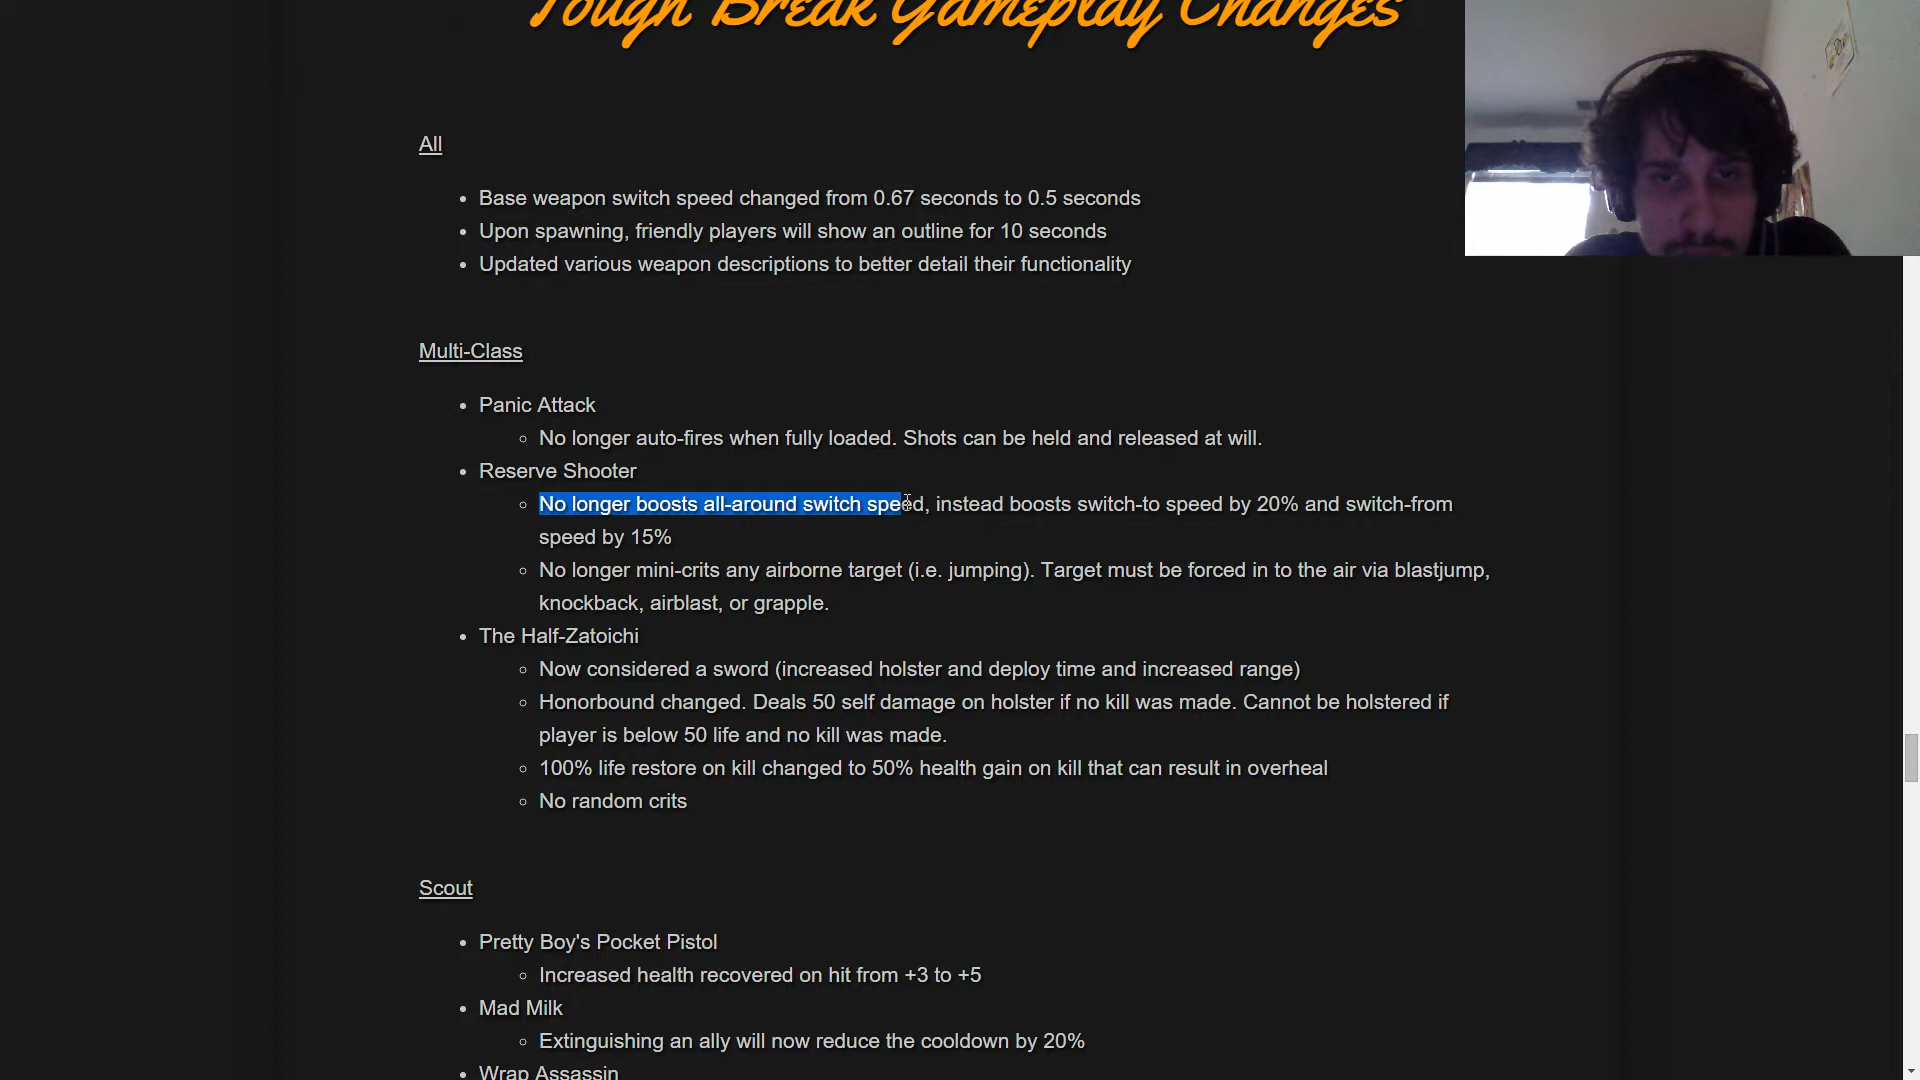 Tough Break Gameplay Changes
All
Base weapon switch speed changed from 0.67 seconds to 0.5 seconds
Upon spawning, friendly players will show an outline for 10 seconds
Updated various weapon descriptions to better detail their functionality
Multi-Class
Panic Attack
No longer auto-fires when fully loaded. Shots can be held and released at will.
Reserve Shooter
No longer boosts all-around switch speed, instead boosts switch-to speed by 20% and switch-from
speed by 15%
No longer mini-crits any airborne target (i.e. jumping). Target must be forced in to the air via blastjump,
knockback, airblast, or grapple.
The Half-Zatoichi
Now considered a sword (increased holster and deploy time and increased range)
Honorbound changed. Deals 50 self damage on holster if no kill was made. Cannot be holstered if
player is below 50 life and no kill was made.
100% life restore on kill changed to 50% health gain on kill that can result in overheal
No random crits
Scout
Pretty Boy's Pocket Pistol
Increased health recovered on hit from +3 to +5
Mad Milk
Extinguishing an ally will now reduce the cooldown by 20%
Wrap Assassin